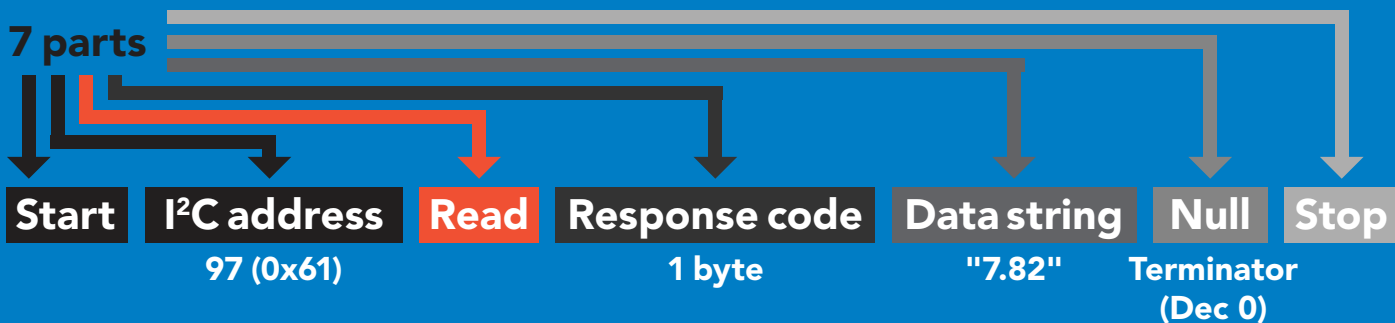 7 parts
Start I²C address Read Response code Data string Null Stop
97 (0x61) 1 byte "7.82" Terminator
(Dec 0)